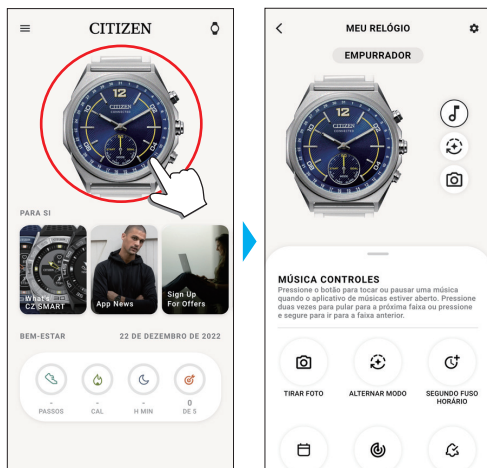 CITIZEN
12
CITIZEN
PARA SI
What's
CZ SMART
App News
Sign Up
For Offers
BEM-ESTAR
22 DE DEZEMBRO DE 2022
-
-
-
0
PASSOS
CAL
H MIN
DE 5
MEU RELÓGIO
EMPURRADOR
12
CITIZEN
MÚSICA CONTROLES
Pressione o botão para tocar ou pausar uma música
quando o aplicativo de músicas estiver aberto. Pressione
duas vezes para pular para a próxima faixa ou pressione
e segure para ir para a faixa anterior.
TIRAR FOTO
ALTERNAR MODO
SEGUNDO FUSO
HORÁRIO